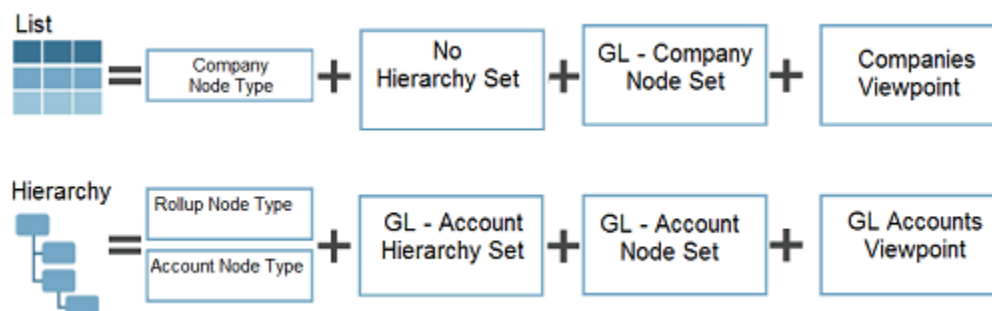 List
Company
Node Type
No
Hierarchy Set
GL - Company
Node Set
Companies
Viewpoint
Hierarchy
Rollup Node Type
Account Node Type
GL - Account
Hierarchy Set
GL - Account
Node Set
GL Accounts
Viewpoint